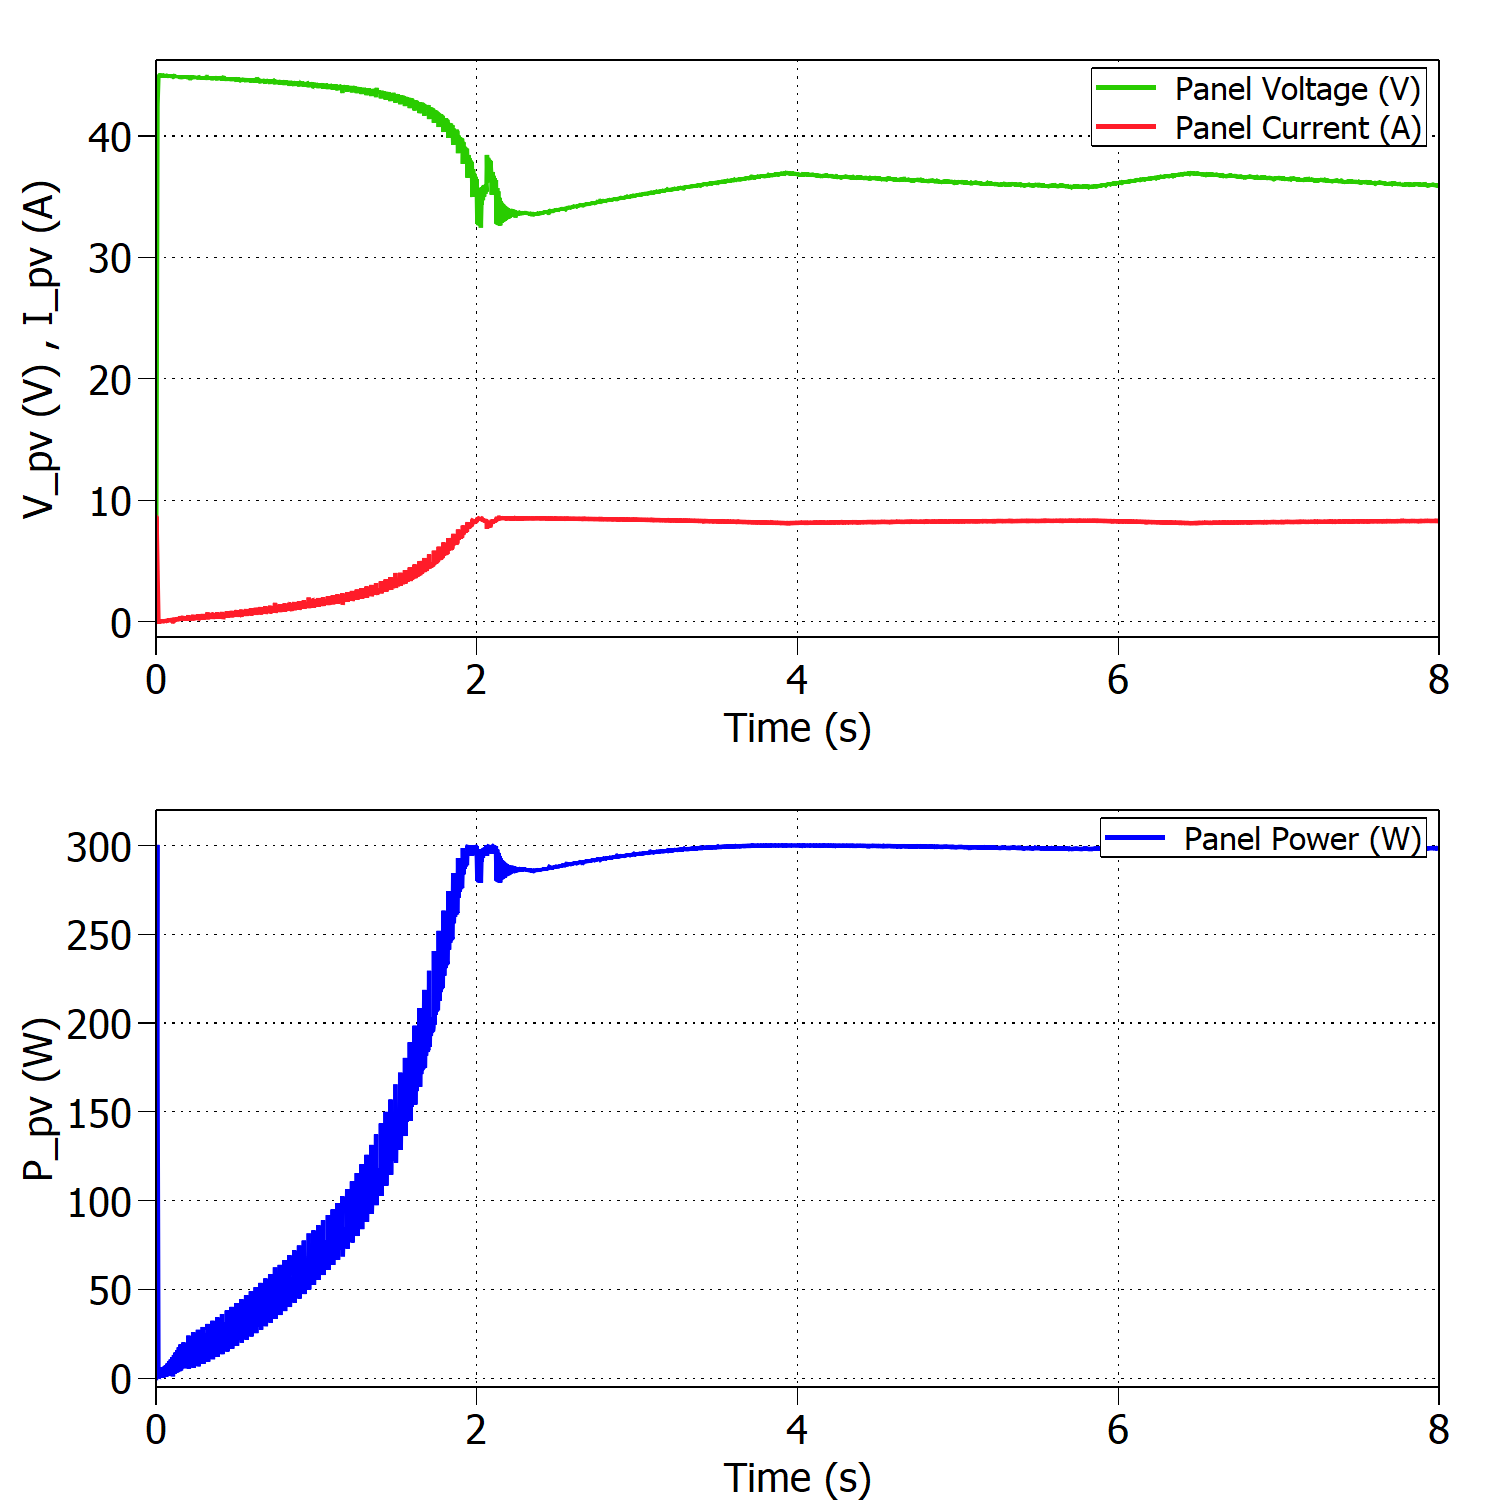 Panel Voltage (V)
Panel Current (A)
V_pv (V) , I_pv (A)
40
30
20
10
0
0 2 4 6 8
Time (s)
Panel Power (W)
P_pv (W)
300
250
200
150
100
50
0
0 2 4 6 8
Time (s)